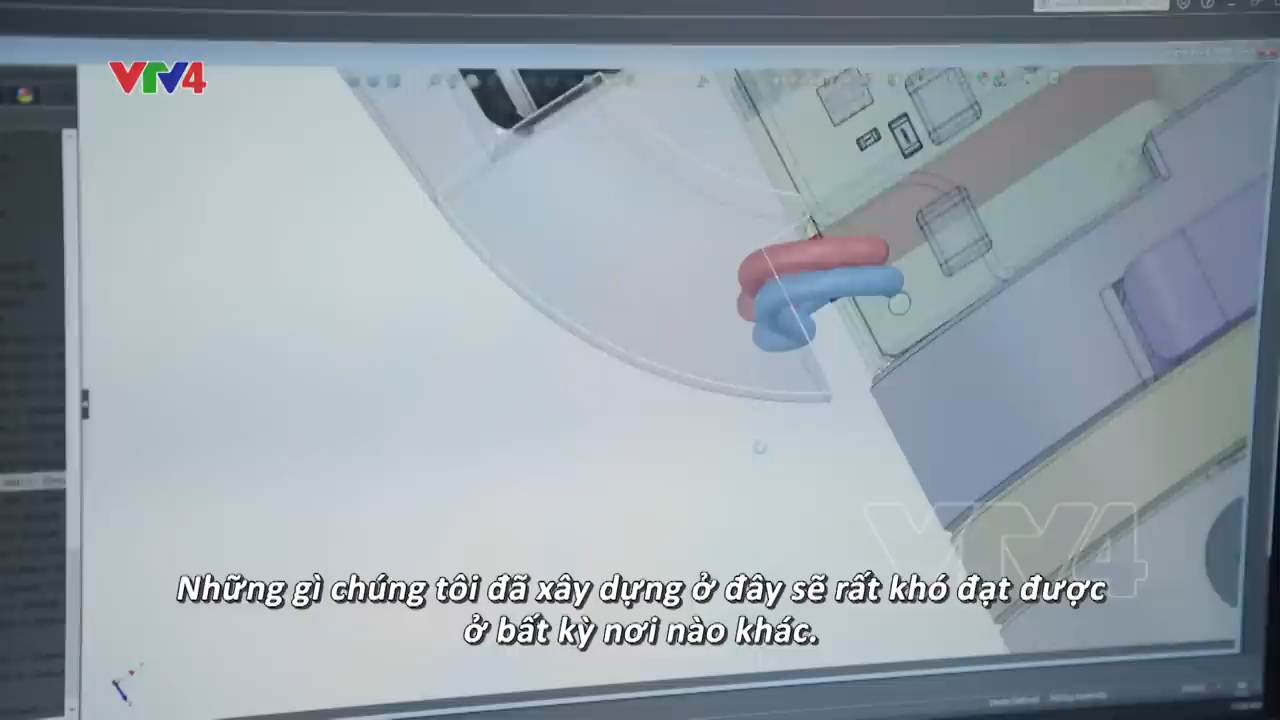 VTV4
VTV4
Những gì chúng tôi đã xây dựng ở đây sẽ rất khó đạt được
ở bất kỳ nơi nào khác.